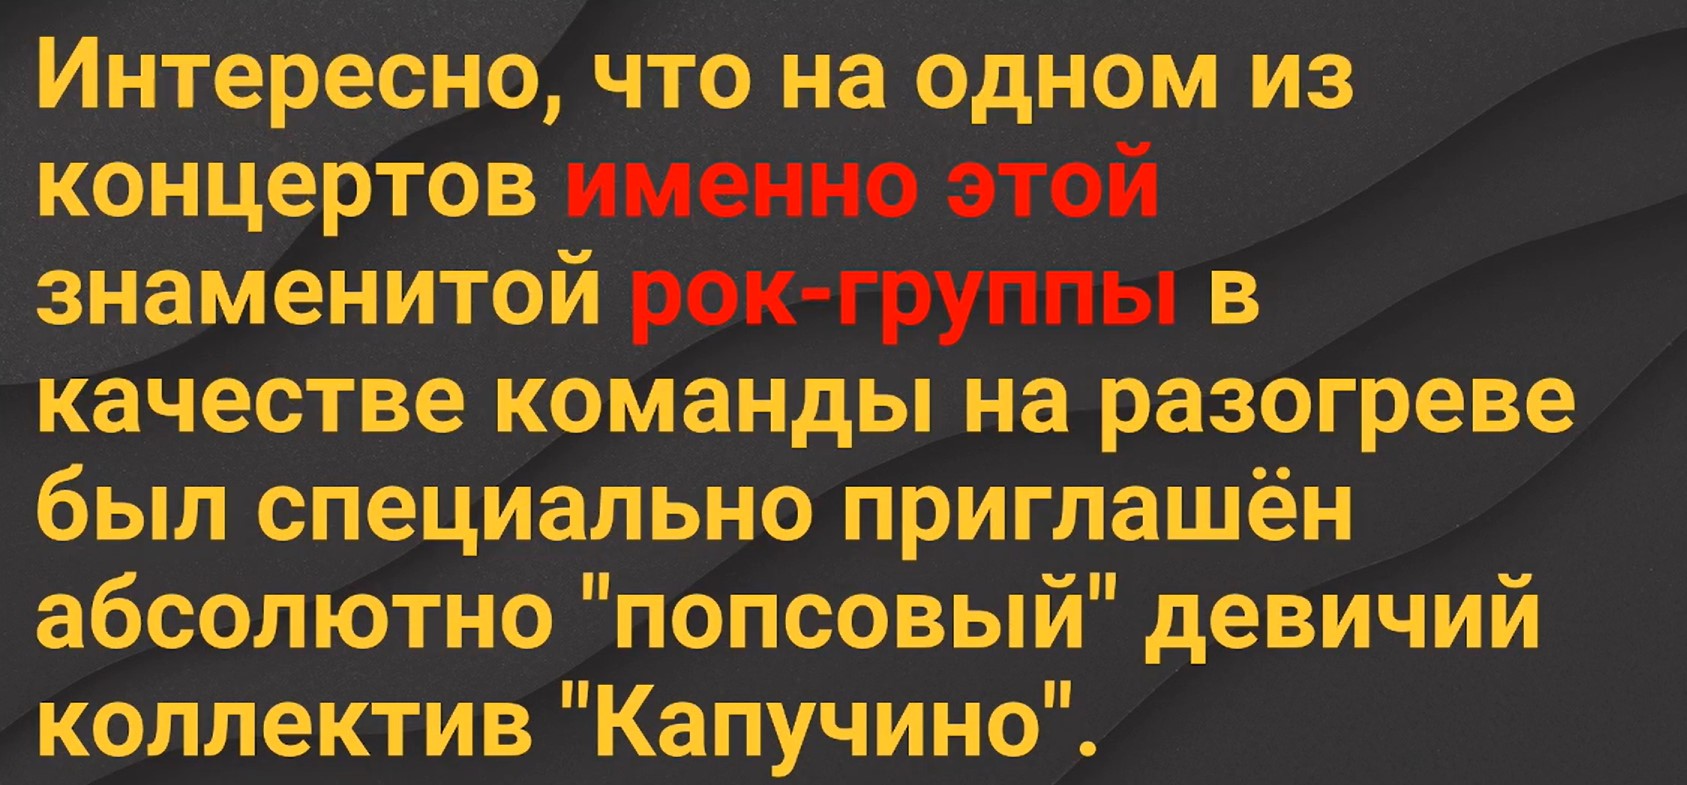 Интересно, что на одном из
концертов именно этой
знаменитой рок-группы в
качестве команды на разогреве
был специально приглашён
абсолютно "попсовый" девичий
коллектив "Капучино".